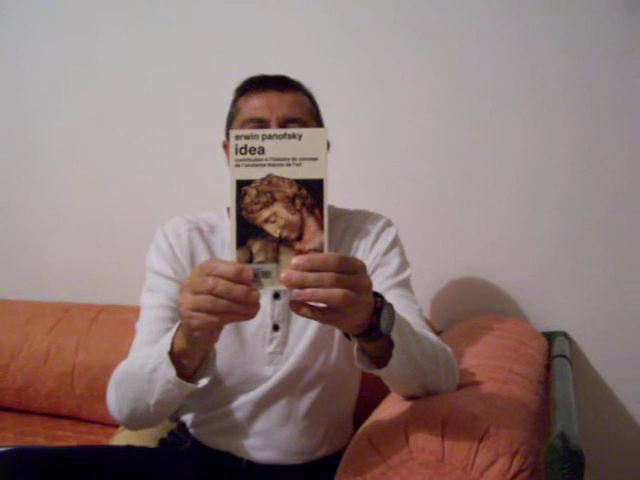 erwin panofsky
idea
contribution à l'histoire du concept
de l'ancienne théorie de l'art